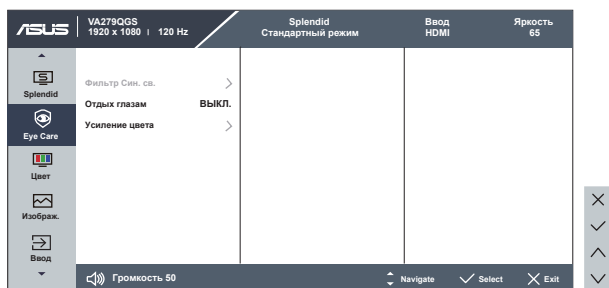 ASUS
VA279QGS
1920 x 1080 | 120 Hz
Splendid
Стандартный режим
Ввод
HDMI
Яркость
65
Splendid
Eye Care
Цвет
Изображ.
Ввод
Фильтр Син. св.
Отдых глазам ВЫКЛ.
Усиление цвета
Громкость 50
Navigate
Select
Exit